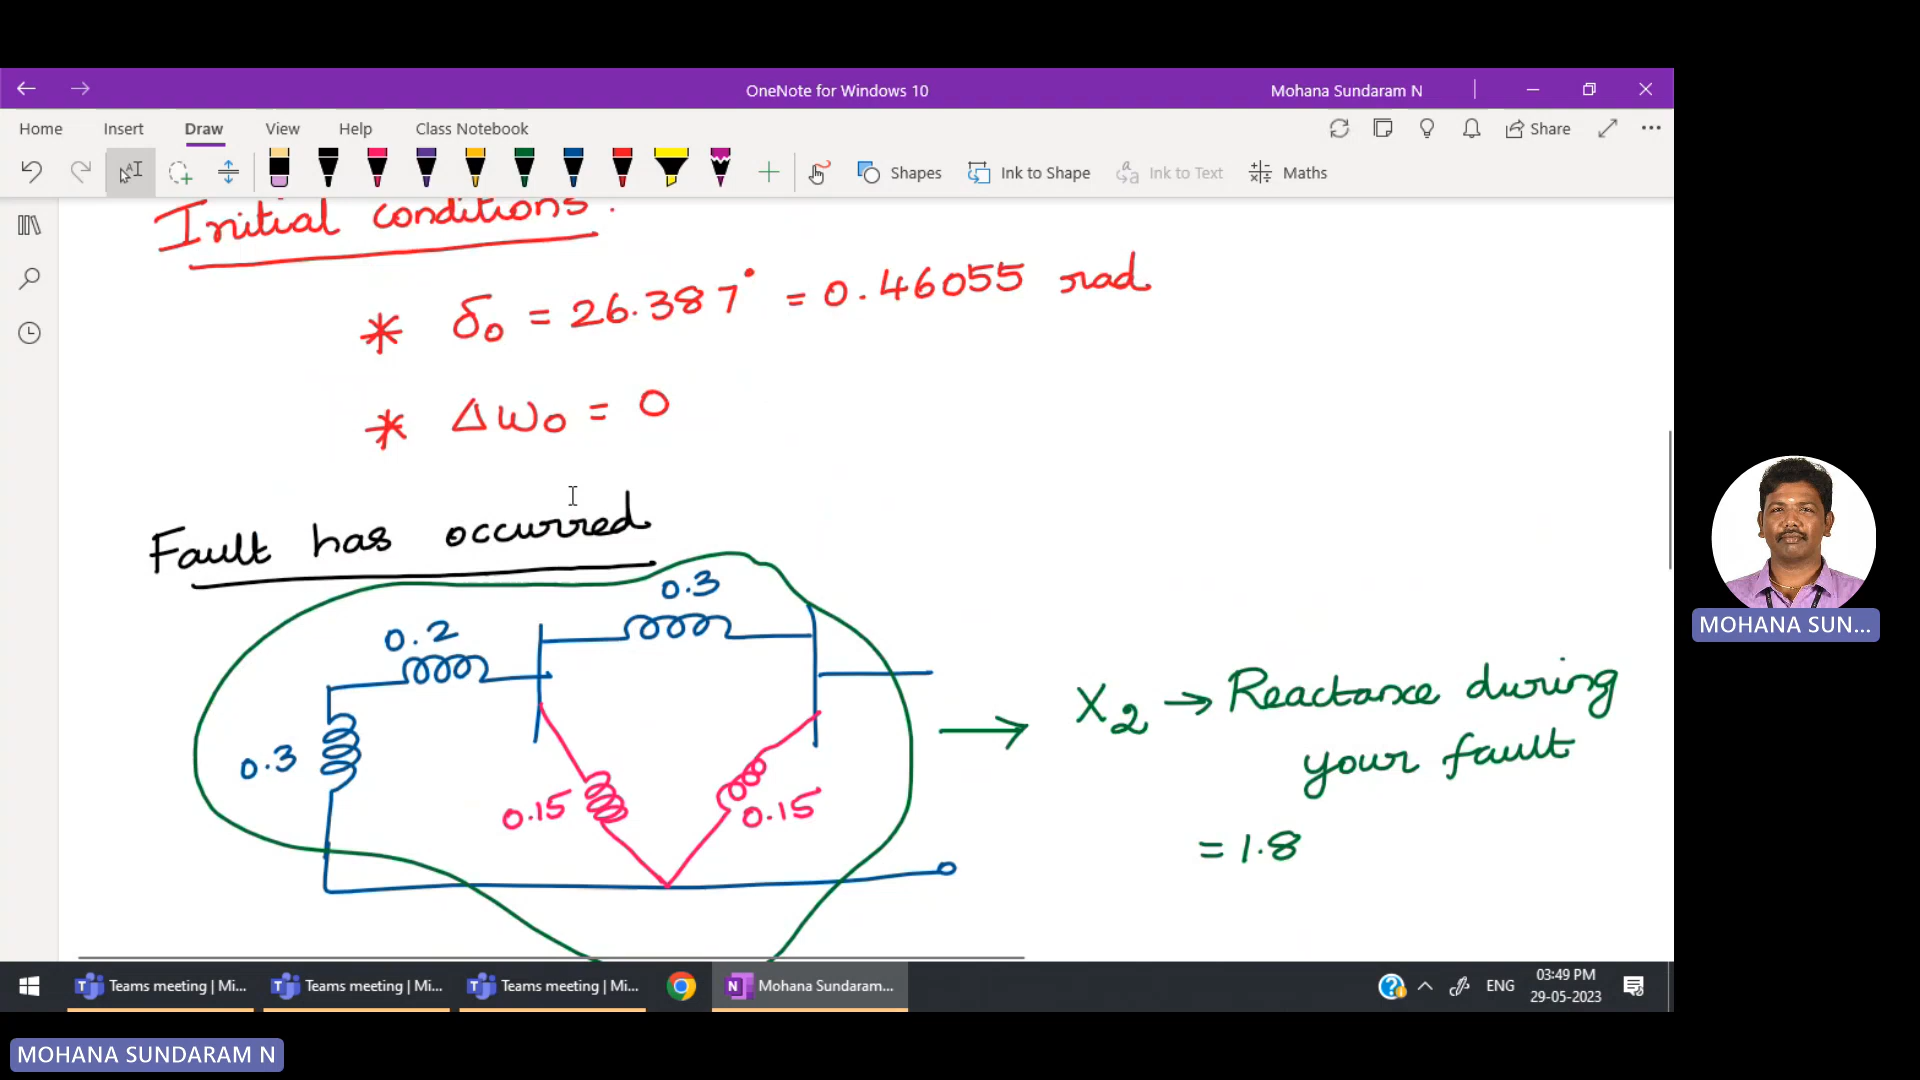 OneNote for Windows 10
Mohana Sundaram N
Home Insert Draw View Help Class Notebook
Share
Shapes Ink to Shape Ink to Text Maths
Initial conditions.
* δ₀ = 26.387° = 0.46055 rad
* Δω₀ = 0
Fault has occurred
0.3
0.2
0.3
0.15
0.15
X₂ → Reactance during
your fault
= 1.8
MOHANA SUN...
Teams meeting | Mi... Teams meeting | Mi... Teams meeting | Mi... Mohana Sundaram...
ENG
03:49 PM
29-05-2023
MOHANA SUNDARAM N